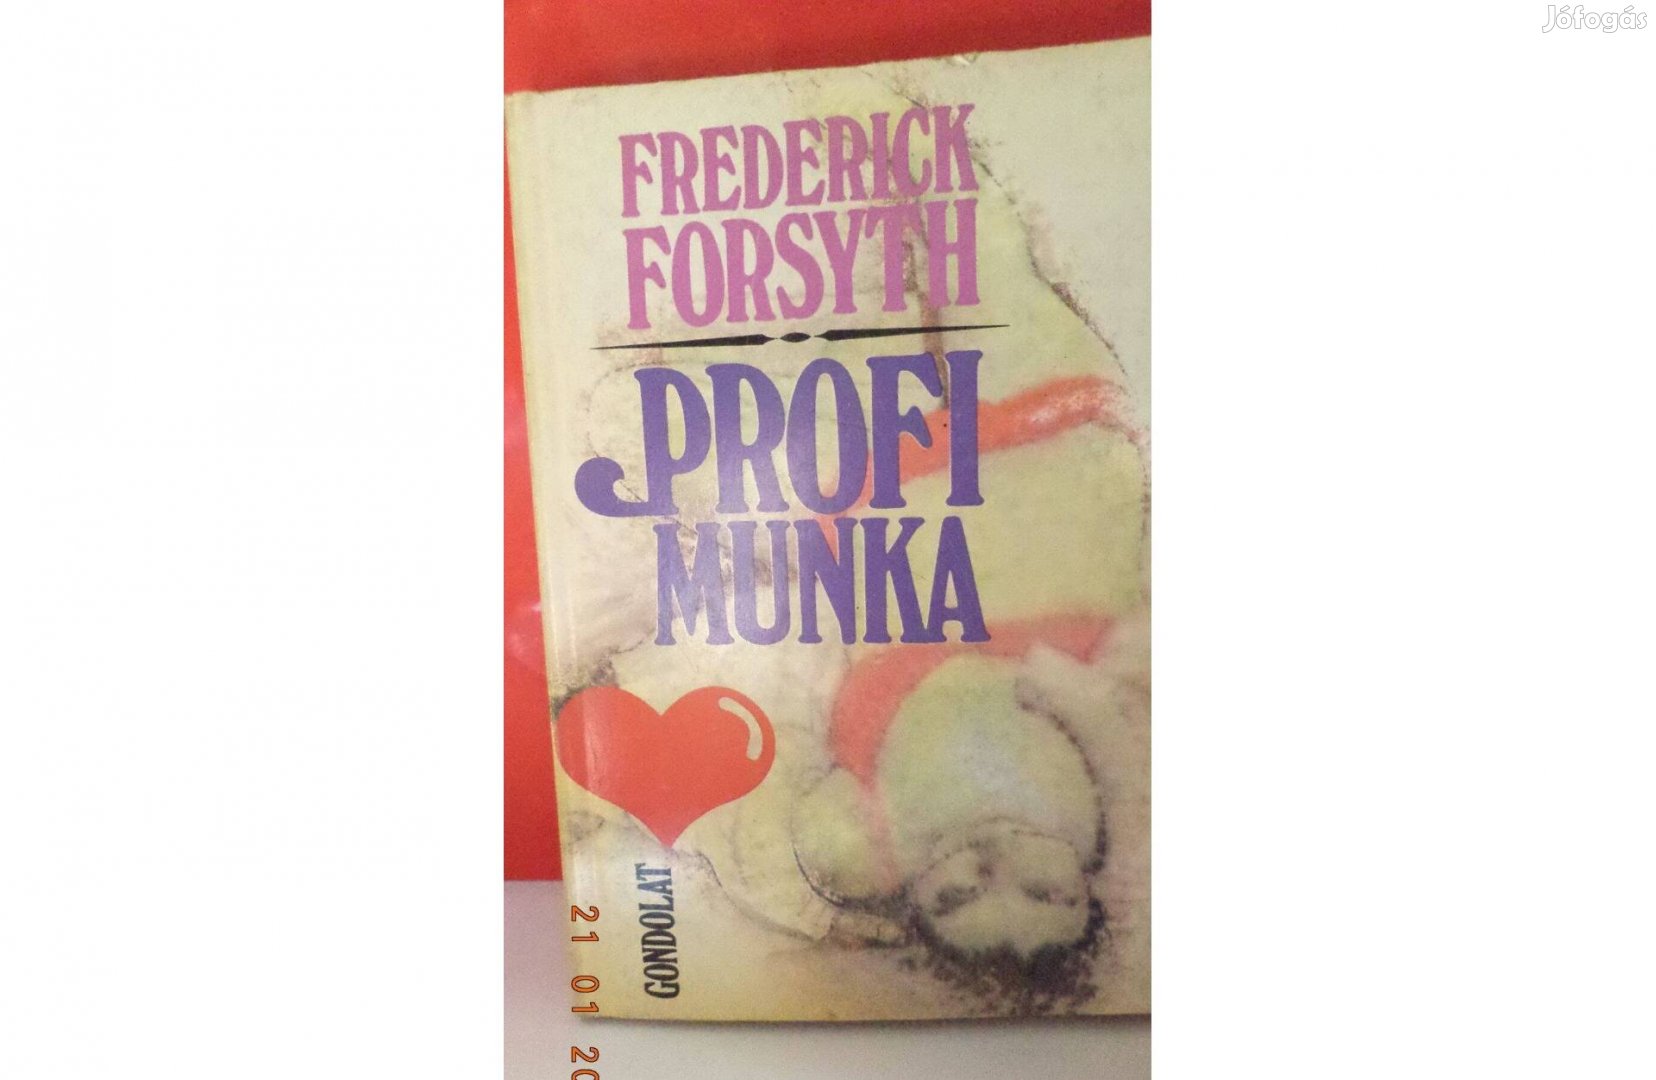 Jófogás
FREDERICK
FORSYTH
PROFI
MUNKA
GONDOLAT
21 01 20